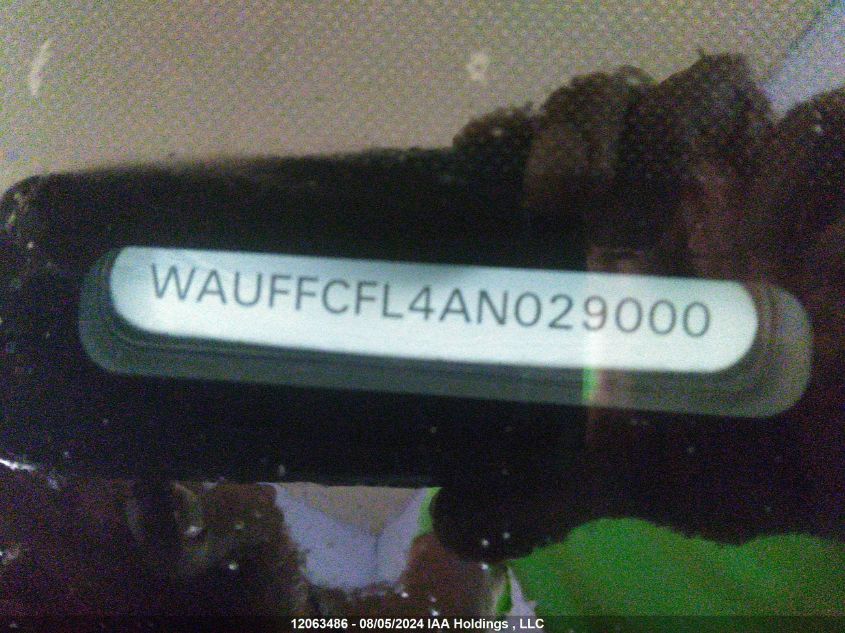 WAUFFCFL4AN029000
12063486 - 08/05/2024 IAA Holdings , LLC